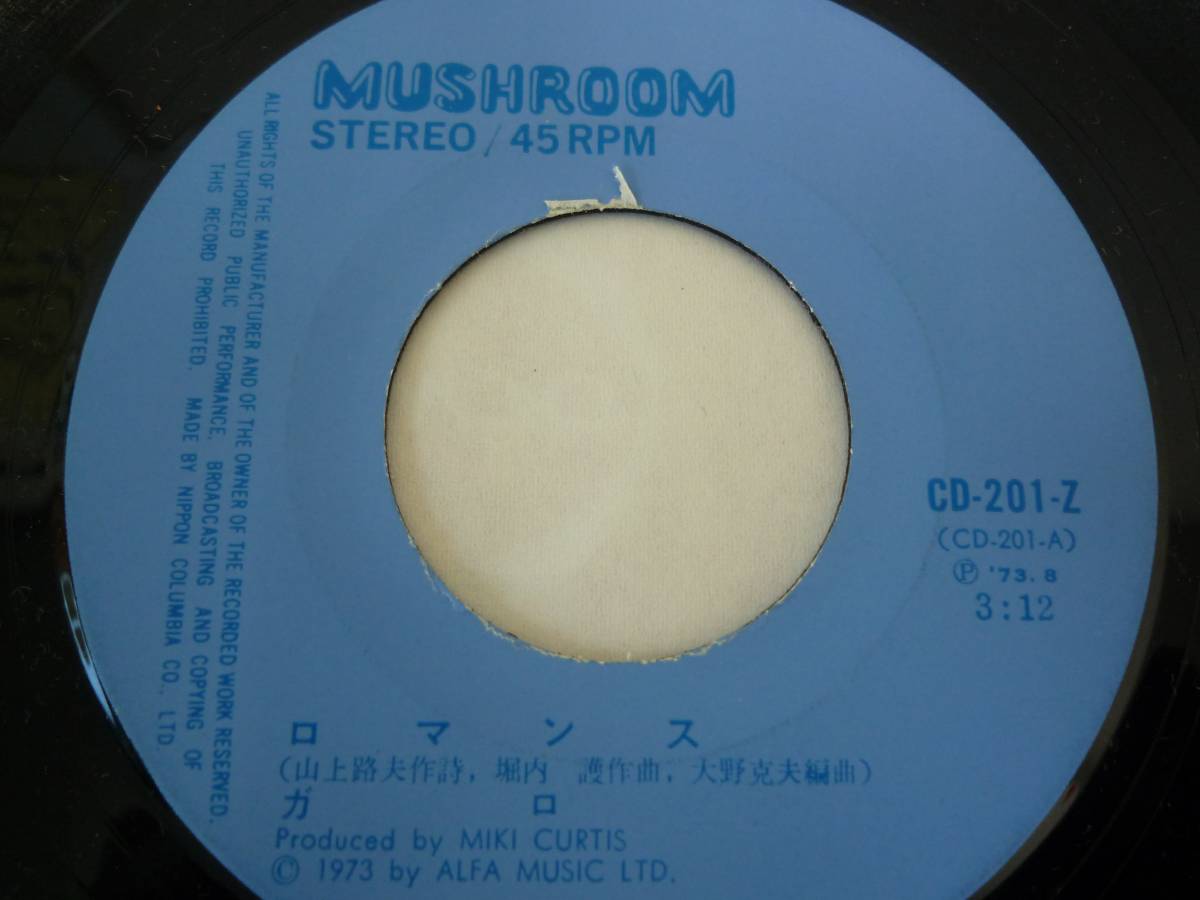 MUSHROOM
STEREO / 45 RPM
ALL RIGHTS OF THE MANUFACTURER AND OF THE OWNER OF THE RECORDED WORK RESERVED.
UNAUTHORIZED PUBLIC PERFORMANCE, BROADCASTING AND COPYING OF
THIS RECORD PROHIBITED. MADE BY NIPPON COLUMBIA CO., LTD.
CD-201-Z
(CD-201-A)
Ⓟ '73. 8
3:12
ロマンス
(山上路夫作詩, 堀内 護作曲, 大野克夫編曲)
ガロ
Produced by MIKI CURTIS
© 1973 by ALFA MUSIC LTD.